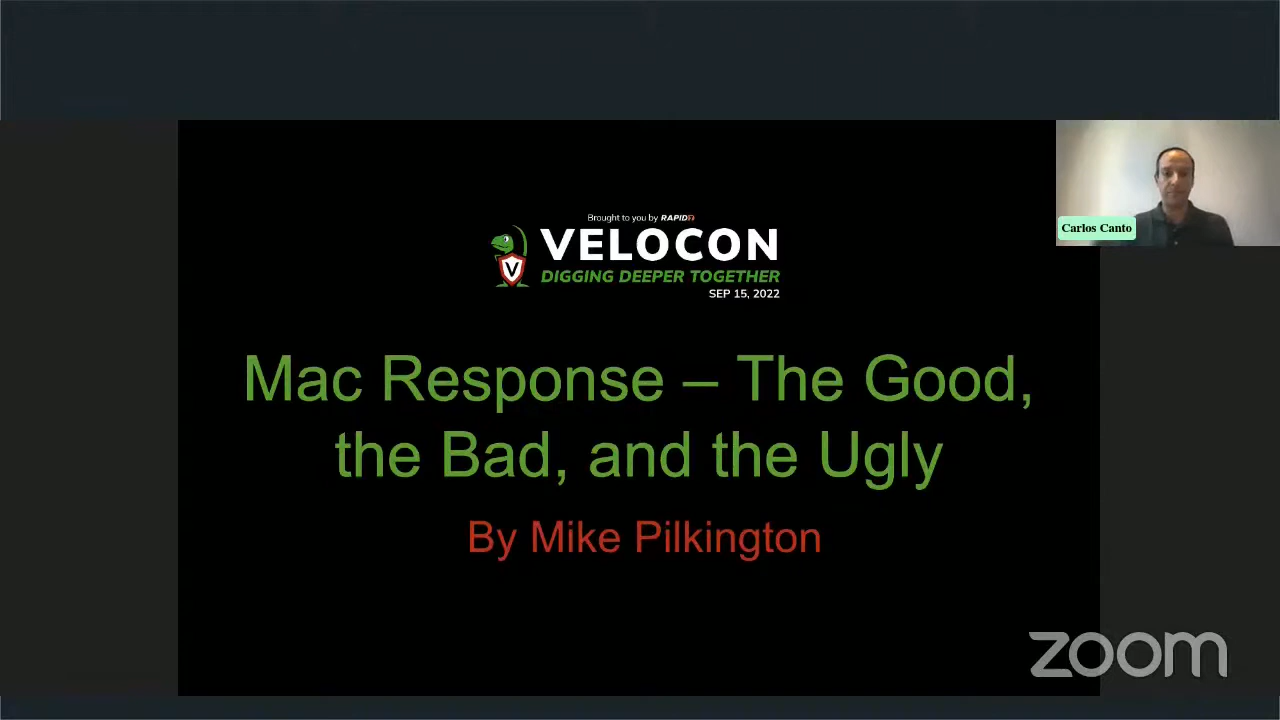 Brought to you by RAPID7
VELOCON
DIGGING DEEPER TOGETHER
SEP 15, 2022
V
Carlos Canto
Mac Response – The Good,
the Bad, and the Ugly
By Mike Pilkington
zoom